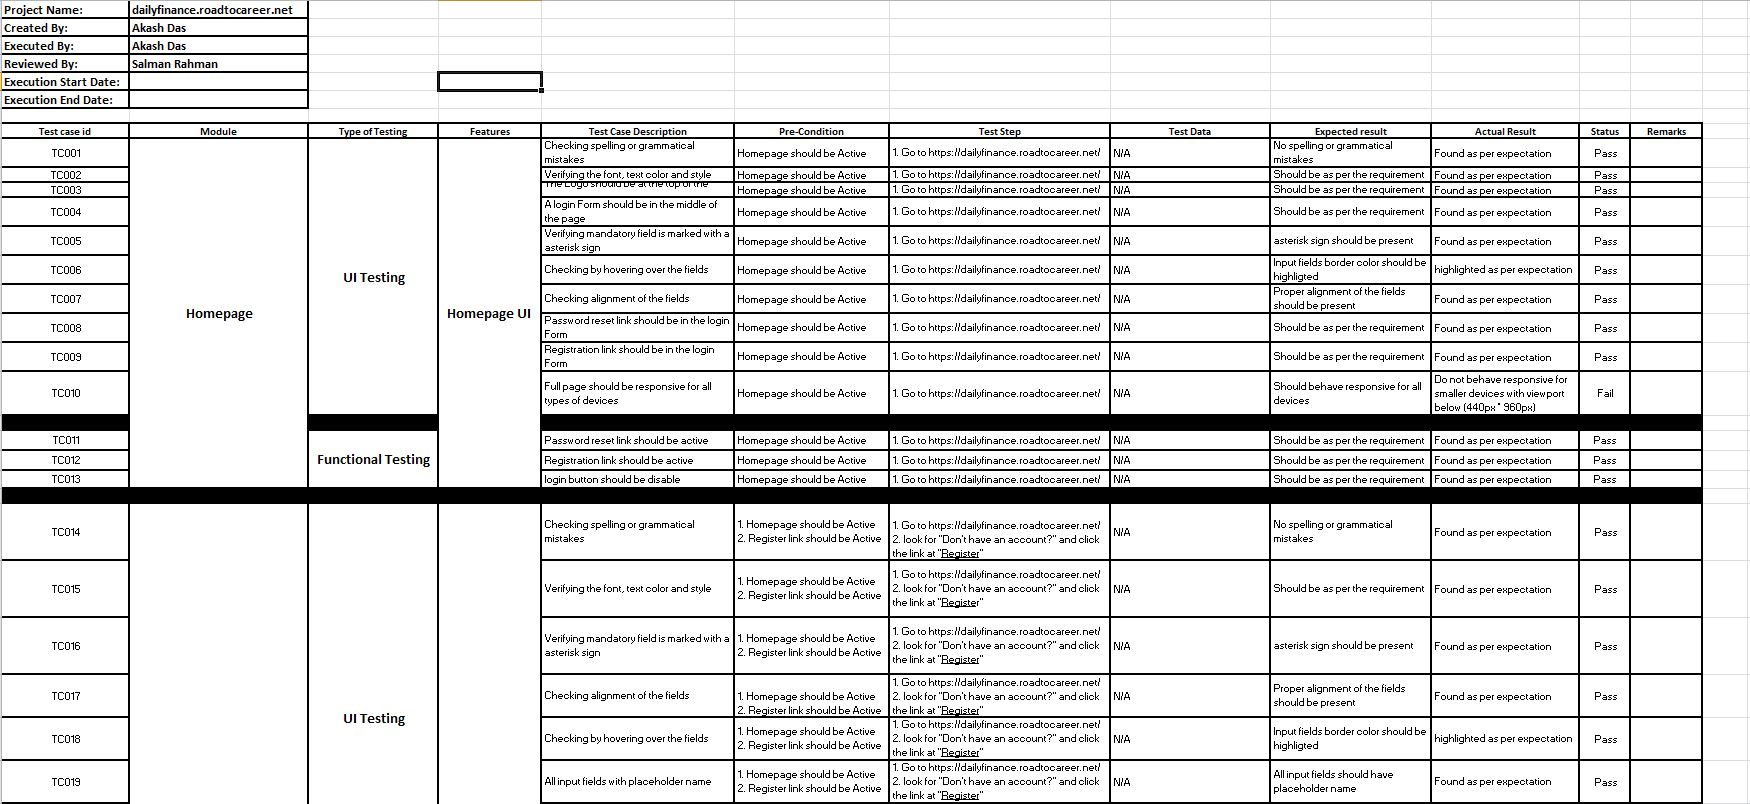 Project Name: dailyfinance.roadtocareer.net
Created By: Akash Das
Executed By: Akash Das
Reviewed By: Salman Rahman
Execution Start Date:
Execution End Date:
Test case id Module Type of Testing Features Test Case Description Pre-Condition Test Step Test Data Expected result Actual Result Status Remarks
Homepage
UI Testing
Homepage UI
TC001 Checking spelling or grammatical mistakes Homepage should be Active 1. Go to https://dailyfinance.roadtocareer.net/ N/A No spelling or grammatical mistakes Found as per expectation Pass
TC002 Verifying the font, text color and style Homepage should be Active 1. Go to https://dailyfinance.roadtocareer.net/ N/A Should be as per the requirement Found as per expectation Pass
TC003 The Logo should be at the top of the Homepage should be Active 1. Go to https://dailyfinance.roadtocareer.net/ N/A Should be as per the requirement Found as per expectation Pass
TC004 A login Form should be in the middle of the page Homepage should be Active 1. Go to https://dailyfinance.roadtocareer.net/ N/A Should be as per the requirement Found as per expectation Pass
TC005 Verifying mandatory field is marked with a asterisk sign Homepage should be Active 1. Go to https://dailyfinance.roadtocareer.net/ N/A asterisk sign should be present Found as per expectation Pass
TC006 Checking by hovering over the fields Homepage should be Active 1. Go to https://dailyfinance.roadtocareer.net/ N/A Input fields border color should be highligted highlighted as per expectation Pass
TC007 Checking alignment of the fields Homepage should be Active 1. Go to https://dailyfinance.roadtocareer.net/ N/A Proper alignment of the fields should be present Found as per expectation Pass
TC008 Password reset link should be in the login Form Homepage should be Active 1. Go to https://dailyfinance.roadtocareer.net/ N/A Should be as per the requirement Found as per expectation Pass
TC009 Registration link should be in the login Form Homepage should be Active 1. Go to https://dailyfinance.roadtocareer.net/ N/A Should be as per the requirement Found as per expectation Pass
TC010 Full page should be responsive for all types of devices Homepage should be Active 1. Go to https://dailyfinance.roadtocareer.net/ N/A Should behave responsive for all devices Do not behave responsive for smaller devices with viewport below (440px * 960px) Fail
Functional Testing
TC011 Password reset link should be active Homepage should be Active 1. Go to https://dailyfinance.roadtocareer.net/ N/A Should be as per the requirement Found as per expectation Pass
TC012 Registration link should be active Homepage should be Active 1. Go to https://dailyfinance.roadtocareer.net/ N/A Should be as per the requirement Found as per expectation Pass
TC013 login button should be disable Homepage should be Active 1. Go to https://dailyfinance.roadtocareer.net/ N/A Should be as per the requirement Found as per expectation Pass
UI Testing
TC014 Checking spelling or grammatical mistakes 1. Homepage should be Active 2. Register link should be Active 1. Go to https://dailyfinance.roadtocareer.net/ 2. look for "Don't have an account?" and click the link at "Register" N/A No spelling or grammatical mistakes Found as per expectation Pass
TC015 Verifying the font, text color and style 1. Homepage should be Active 2. Register link should be Active 1. Go to https://dailyfinance.roadtocareer.net/ 2. look for "Don't have an account?" and click the link at "Register" N/A Should be as per the requirement Found as per expectation Pass
TC016 Verifying mandatory field is marked with a asterisk sign 1. Homepage should be Active 2. Register link should be Active 1. Go to https://dailyfinance.roadtocareer.net/ 2. look for "Don't have an account?" and click the link at "Register" N/A asterisk sign should be present Found as per expectation Pass
TC017 Checking alignment of the fields 1. Homepage should be Active 2. Register link should be Active 1. Go to https://dailyfinance.roadtocareer.net/ 2. look for "Don't have an account?" and click the link at "Register" N/A Proper alignment of the fields should be present Found as per expectation Pass
TC018 Checking by hovering over the fields 1. Homepage should be Active 2. Register link should be Active 1. Go to https://dailyfinance.roadtocareer.net/ 2. look for "Don't have an account?" and click the link at "Register" N/A Input fields border color should be highligted highlighted as per expectation Pass
TC019 All input fields with placeholder name 1. Homepage should be Active 2. Register link should be Active 1. Go to https://dailyfinance.roadtocareer.net/ 2. look for "Don't have an account?" and click the link at "Register" N/A All input fields should have placeholder name Found as per expectation Pass